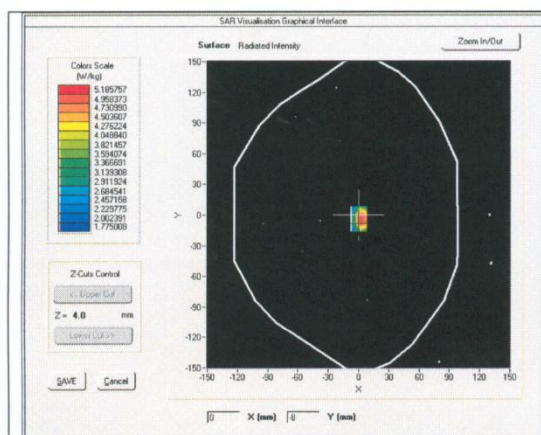 SAR Visualisation Graphical Interface
Surface Radiated Intensity
Zoom In/Out
Colors Scale
(W/kg)
5.185757
4.958373
4.730990
4.503607
4.276224
4.048840
3.821457
3.594074
3.366691
3.139308
2.911924
2.684541
2.457158
2.229775
2.002391
1.775008
Z-Cuts Control
Upper Cut
Z = 4.0 mm
Lower Cut
SAVE Cancel
150
120
90
60
30
0
-30
-60
-90
-120
-150
Y
-150 -120 -90 -60 -30 0 30 60 90 120 150
X
0 X (mm) -8 Y (mm)